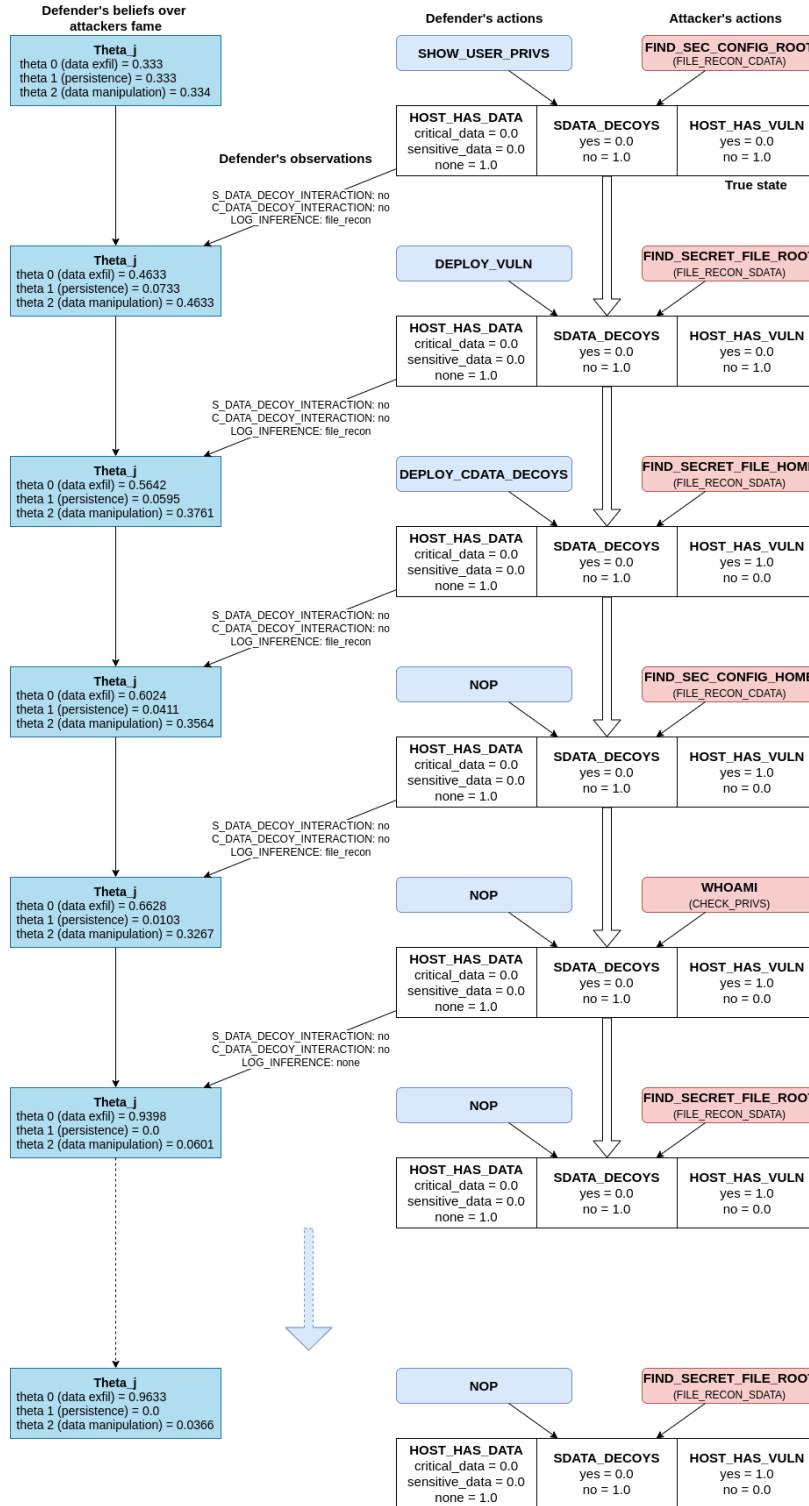 Defender's beliefs over
attackers fame
Defender's actions
Attacker's actions
Theta_j
theta 0 (data exfil) = 0.333
theta 1 (persistence) = 0.333
theta 2 (data manipulation) = 0.334
SHOW_USER_PRIVS
FIND_SEC_CONFIG_ROOT
(FILE_RECON_CDATA)
HOST_HAS_DATA
critical_data = 0.0
sensitive_data = 0.0
none = 1.0
SDATA_DECOYS
yes = 0.0
no = 1.0
HOST_HAS_VULN
yes = 0.0
no = 1.0
Defender's observations
True state
S_DATA_DECOY_INTERACTION: no
C_DATA_DECOY_INTERACTION: no
LOG_INFERENCE: file_recon
Theta_j
theta 0 (data exfil) = 0.4633
theta 1 (persistence) = 0.0733
theta 2 (data manipulation) = 0.4633
DEPLOY_VULN
FIND_SECRET_FILE_ROOT
(FILE_RECON_SDATA)
HOST_HAS_DATA
critical_data = 0.0
sensitive_data = 0.0
none = 1.0
SDATA_DECOYS
yes = 0.0
no = 1.0
HOST_HAS_VULN
yes = 0.0
no = 1.0
S_DATA_DECOY_INTERACTION: no
C_DATA_DECOY_INTERACTION: no
LOG_INFERENCE: file_recon
Theta_j
theta 0 (data exfil) = 0.5642
theta 1 (persistence) = 0.0595
theta 2 (data manipulation) = 0.3761
DEPLOY_CDATA_DECOYS
FIND_SECRET_FILE_HOME
(FILE_RECON_SDATA)
HOST_HAS_DATA
critical_data = 0.0
sensitive_data = 0.0
none = 1.0
SDATA_DECOYS
yes = 0.0
no = 1.0
HOST_HAS_VULN
yes = 1.0
no = 0.0
S_DATA_DECOY_INTERACTION: no
C_DATA_DECOY_INTERACTION: no
LOG_INFERENCE: file_recon
Theta_j
theta 0 (data exfil) = 0.6024
theta 1 (persistence) = 0.0411
theta 2 (data manipulation) = 0.3564
NOP
FIND_SEC_CONFIG_HOME
(FILE_RECON_CDATA)
HOST_HAS_DATA
critical_data = 0.0
sensitive_data = 0.0
none = 1.0
SDATA_DECOYS
yes = 0.0
no = 1.0
HOST_HAS_VULN
yes = 1.0
no = 0.0
S_DATA_DECOY_INTERACTION: no
C_DATA_DECOY_INTERACTION: no
LOG_INFERENCE: file_recon
Theta_j
theta 0 (data exfil) = 0.6628
theta 1 (persistence) = 0.0103
theta 2 (data manipulation) = 0.3267
NOP
WHOAMI
(CHECK_PRIVS)
HOST_HAS_DATA
critical_data = 0.0
sensitive_data = 0.0
none = 1.0
SDATA_DECOYS
yes = 0.0
no = 1.0
HOST_HAS_VULN
yes = 1.0
no = 0.0
S_DATA_DECOY_INTERACTION: no
C_DATA_DECOY_INTERACTION: no
LOG_INFERENCE: none
Theta_j
theta 0 (data exfil) = 0.9398
theta 1 (persistence) = 0.0
theta 2 (data manipulation) = 0.0601
NOP
FIND_SECRET_FILE_ROOT
(FILE_RECON_SDATA)
HOST_HAS_DATA
critical_data = 0.0
sensitive_data = 0.0
none = 1.0
SDATA_DECOYS
yes = 0.0
no = 1.0
HOST_HAS_VULN
yes = 1.0
no = 0.0
Theta_j
theta 0 (data exfil) = 0.9633
theta 1 (persistence) = 0.0
theta 2 (data manipulation) = 0.0366
NOP
FIND_SECRET_FILE_ROOT
(FILE_RECON_SDATA)
HOST_HAS_DATA
critical_data = 0.0
sensitive_data = 0.0
none = 1.0
SDATA_DECOYS
yes = 0.0
no = 1.0
HOST_HAS_VULN
yes = 1.0
no = 0.0